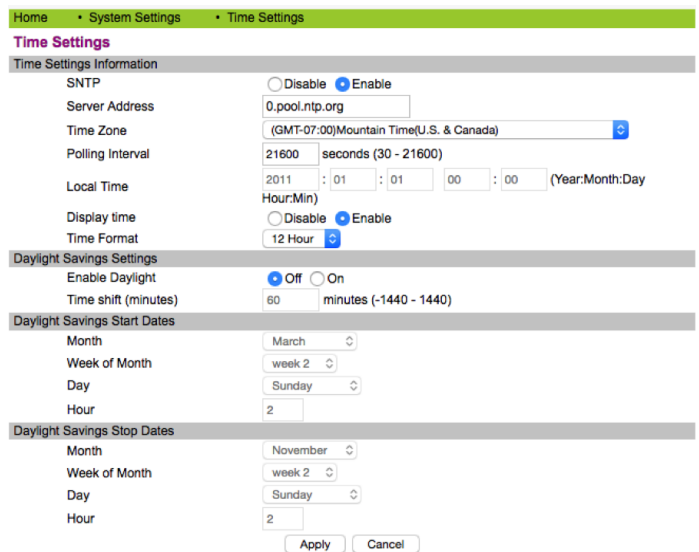 Home • System Settings • Time Settings
Time Settings
Time Settings Information
SNTP Disable Enable
Server Address 0.pool.ntp.org
Time Zone (GMT-07:00)Mountain Time(U.S. & Canada)
Polling Interval 21600 seconds (30 - 21600)
Local Time 2011 : 01 : 01 00 : 00 (Year:Month:Day
Hour:Min)
Display time Disable Enable
Time Format 12 Hour
Daylight Savings Settings
Enable Daylight Off On
Time shift (minutes) 60 minutes (-1440 - 1440)
Daylight Savings Start Dates
Month March
Week of Month week 2
Day Sunday
Hour 2
Daylight Savings Stop Dates
Month November
Week of Month week 2
Day Sunday
Hour 2
Apply Cancel